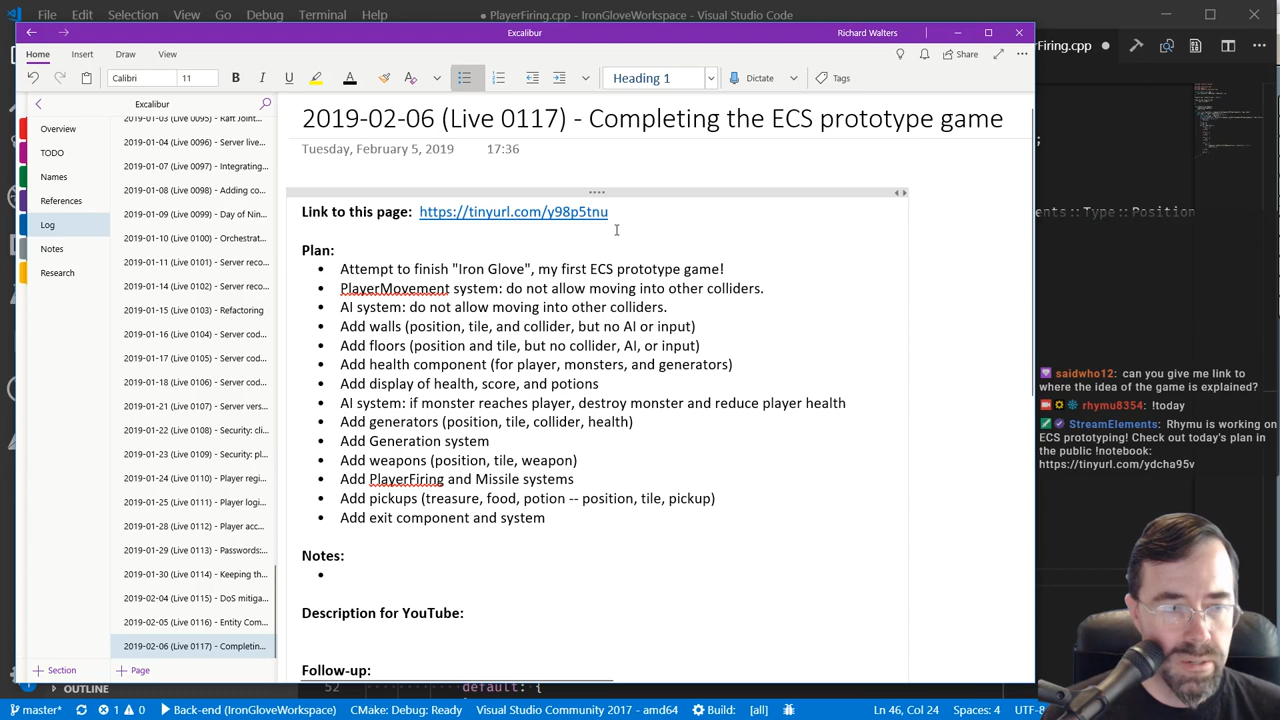 File Edit Selection View Go Debug Terminal Help
● PlayerFiring.cpp - IronGloveWorkspace - Visual Studio Code
Excalibur
Richard Walters
Home Insert Draw View
Share
Calibri 11 B I U A Heading 1 Dictate Tags
Firing.cpp
Excalibur
Overview
TODO
Names
References
Log
Notes
Research
2019-01-03 (Live 0095) - Raft Joint...
2019-01-04 (Live 0096) - Server live...
2019-01-07 (Live 0097) - Integrating...
2019-01-08 (Live 0098) - Adding co...
2019-01-09 (Live 0099) - Day of Nin...
2019-01-10 (Live 0100) - Orchestrat...
2019-01-11 (Live 0101) - Server reco...
2019-01-14 (Live 0102) - Server reco...
2019-01-15 (Live 0103) - Refactoring
2019-01-16 (Live 0104) - Server cod...
2019-01-17 (Live 0105) - Server cod...
2019-01-18 (Live 0106) - Server cod...
2019-01-21 (Live 0107) - Server vers...
2019-01-22 (Live 0108) - Security: cli...
2019-01-23 (Live 0109) - Security: pl...
2019-01-24 (Live 0110) - Player regi...
2019-01-25 (Live 0111) - Player logi...
2019-01-28 (Live 0112) - Player acc...
2019-01-29 (Live 0113) - Passwords:...
2019-01-30 (Live 0114) - Keeping th...
2019-02-04 (Live 0115) - DoS mitiga...
2019-02-05 (Live 0116) - Entity Com...
2019-02-06 (Live 0117) - Completin...
+ Section + Page
2019-02-06 (Live 0117) - Completing the ECS prototype game
Tuesday, February 5, 2019 17:36
Link to this page: https://tinyurl.com/y98p5tnu
Plan:
• Attempt to finish "Iron Glove", my first ECS prototype game!
• PlayerMovement system: do not allow moving into other colliders.
• AI system: do not allow moving into other colliders.
• Add walls (position, tile, and collider, but no AI or input)
• Add floors (position and tile, but no collider, AI, or input)
• Add health component (for player, monsters, and generators)
• Add display of health, score, and potions
• AI system: if monster reaches player, destroy monster and reduce player health
• Add generators (position, tile, collider, health)
• Add Generation system
• Add weapons (position, tile, weapon)
• Add PlayerFiring and Missile systems
• Add pickups (treasure, food, potion -- position, tile, pickup)
• Add exit component and system
Notes:
•
Description for YouTube:
Follow-up:
ents::Type::Position
saidwho12: can you give me link to
where the idea of the game is explained?
rhymu8354: !today
StreamElements: Rhymu is working on
ECS prototyping! Check out today's plan in
the public !notebook:
https://tinyurl.com/ydcha95v
OUTLINE
52 default: {
master* 1 0 Back-end (IronGloveWorkspace) CMake: Debug: Ready Visual Studio Community 2017 - amd64 Build: [all] Ln 46, Col 24 Spaces: 4 UTF-8